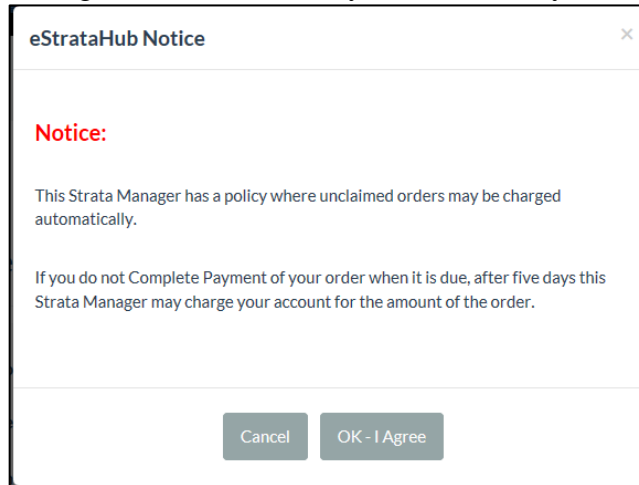 eStrataHub Notice
×
Notice:
This Strata Manager has a policy where unclaimed orders may be charged
automatically.
If you do not Complete Payment of your order when it is due, after five days this
Strata Manager may charge your account for the amount of the order.
Cancel OK - I Agree